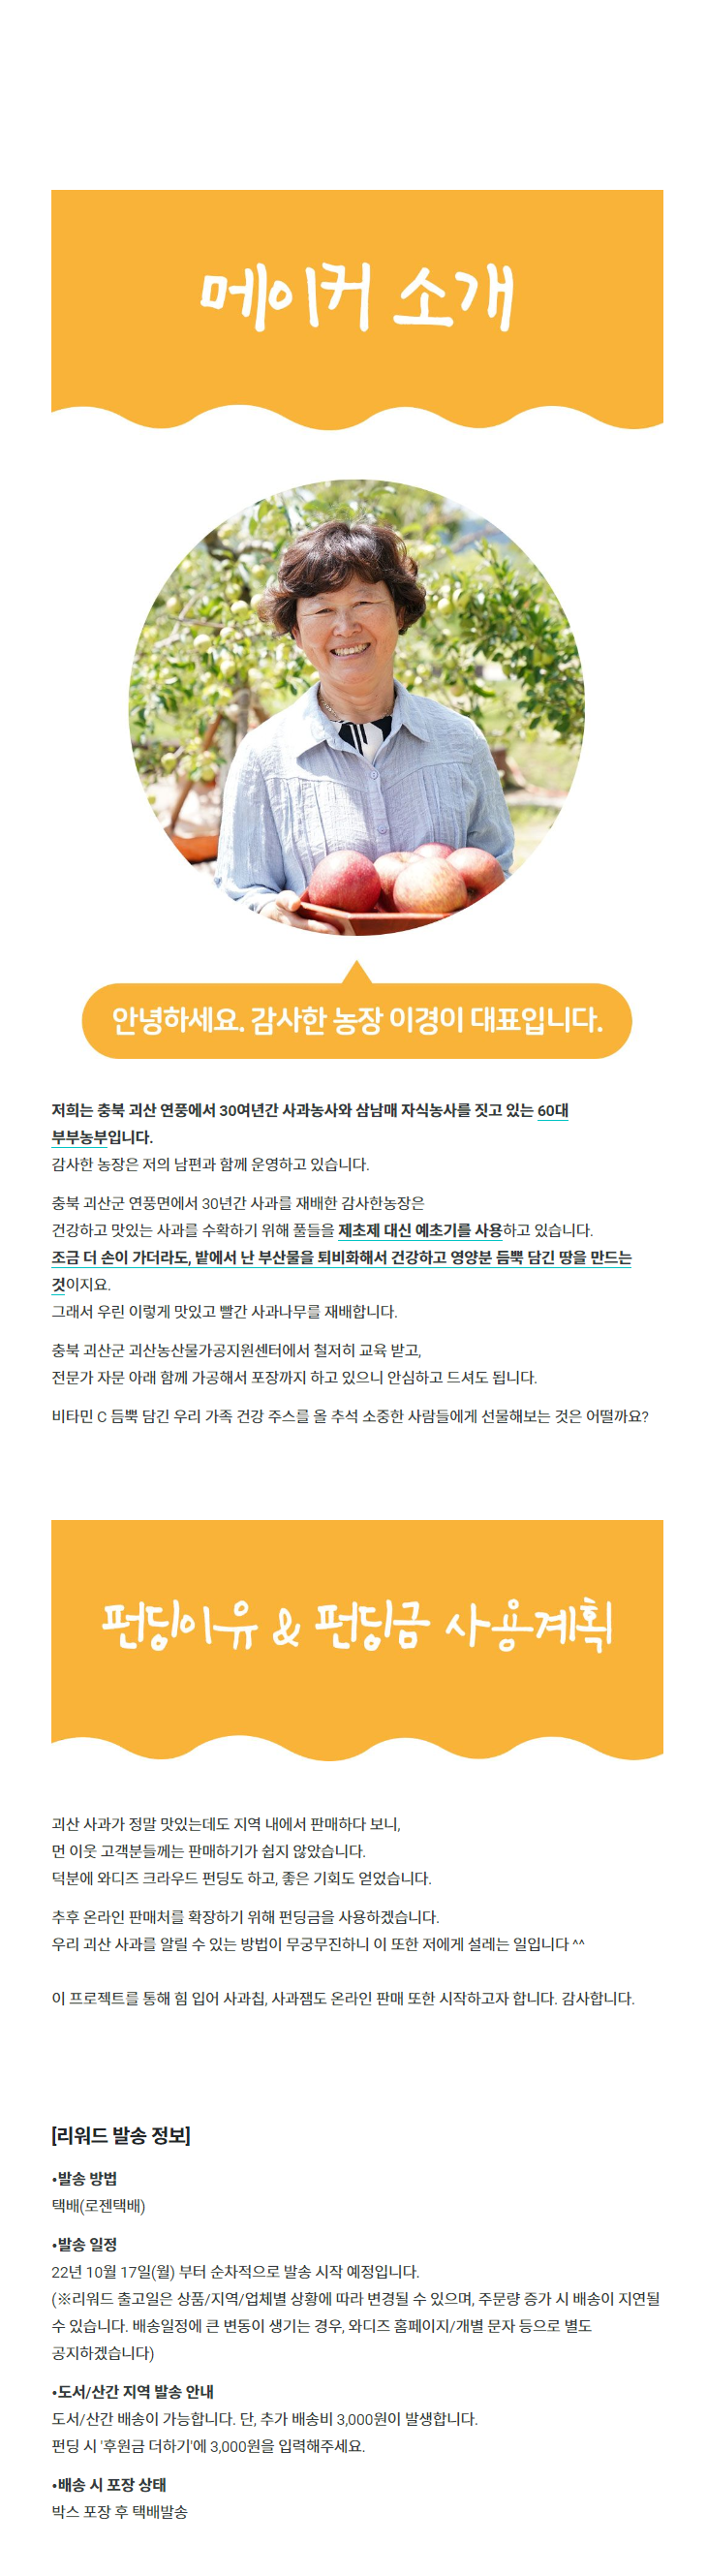 메이커 소개
안녕하세요. 감사한 농장 이경이 대표입니다.
저희는 충북 괴산 연풍에서 30여년간 사과농사와 삼남매 자식농사를 짓고 있는 60대
부부농부입니다.
감사한 농장은 저의 남편과 함께 운영하고 있습니다.
충북 괴산군 연풍면에서 30년간 사과를 재배한 감사한농장은
건강하고 맛있는 사과를 수확하기 위해 풀들을 제초제 대신 예초기를 사용하고 있습니다.
조금 더 손이 가더라도, 밭에서 난 부산물을 퇴비화해서 건강하고 영양분 듬뿍 담긴 땅을 만드는
것이지요.
그래서 우린 이렇게 맛있고 빨간 사과나무를 재배합니다.
충북 괴산군 괴산농산물가공지원센터에서 철저히 교육 받고,
전문가 자문 아래 함께 가공해서 포장까지 하고 있으니 안심하고 드셔도 됩니다.
비타민 C 듬뿍 담긴 우리 가족 건강 주스를 올 추석 소중한 사람들에게 선물해보는 것은 어떨까요?
펀딩이유 & 펀딩금 사용계획
괴산 사과가 정말 맛있는데도 지역 내에서 판매하다 보니,
먼 이웃 고객분들께는 판매하기가 쉽지 않았습니다.
덕분에 와디즈 크라우드 펀딩도 하고, 좋은 기회도 얻었습니다.
추후 온라인 판매처를 확장하기 위해 펀딩금을 사용하겠습니다.
우리 괴산 사과를 알릴 수 있는 방법이 무궁무진하니 이 또한 저에게 설레는 일입니다 ^^
이 프로젝트를 통해 힘 입어 사과칩, 사과잼도 온라인 판매 또한 시작하고자 합니다. 감사합니다.
[리워드 발송 정보]
•발송 방법
택배(로젠택배)
•발송 일정
22년 10월 17일(월) 부터 순차적으로 발송 시작 예정입니다.
(※리워드 출고일은 상품/지역/업체별 상황에 따라 변경될 수 있으며, 주문량 증가 시 배송이 지연될
수 있습니다. 배송일정에 큰 변동이 생기는 경우, 와디즈 홈페이지/개별 문자 등으로 별도
공지하겠습니다)
•도서/산간 지역 발송 안내
도서/산간 배송이 가능합니다. 단, 추가 배송비 3,000원이 발생합니다.
펀딩 시 '후원금 더하기'에 3,000원을 입력해주세요.
•배송 시 포장 상태
박스 포장 후 택배발송